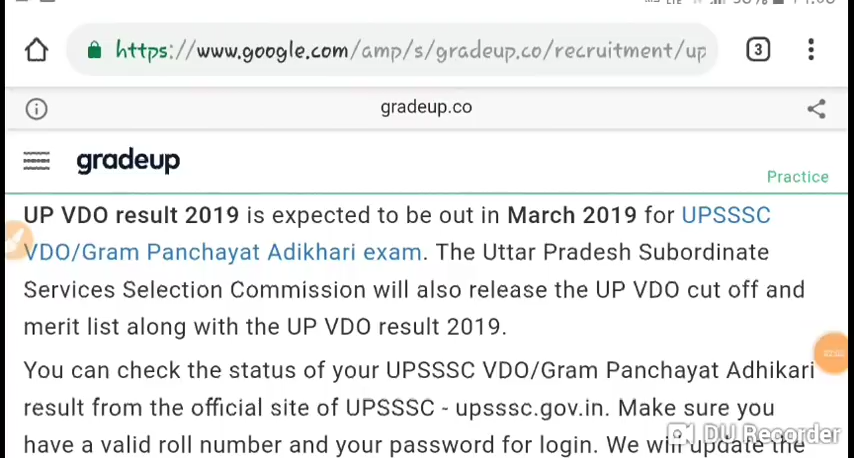 https://www.google.com/amp/s/gradeup.co/recruitment/up
3
gradeup.co
gradeup
Practice
UP VDO result 2019 is expected to be out in March 2019 for UPSSSC
VDO/Gram Panchayat Adikhari exam. The Uttar Pradesh Subordinate
Services Selection Commission will also release the UP VDO cut off and
merit list along with the UP VDO result 2019.
You can check the status of your UPSSSC VDO/Gram Panchayat Adhikari
result from the official site of UPSSSC - upsssc.gov.in. Make sure you
have a valid roll number and your password for login. We will update the
DU Recorder